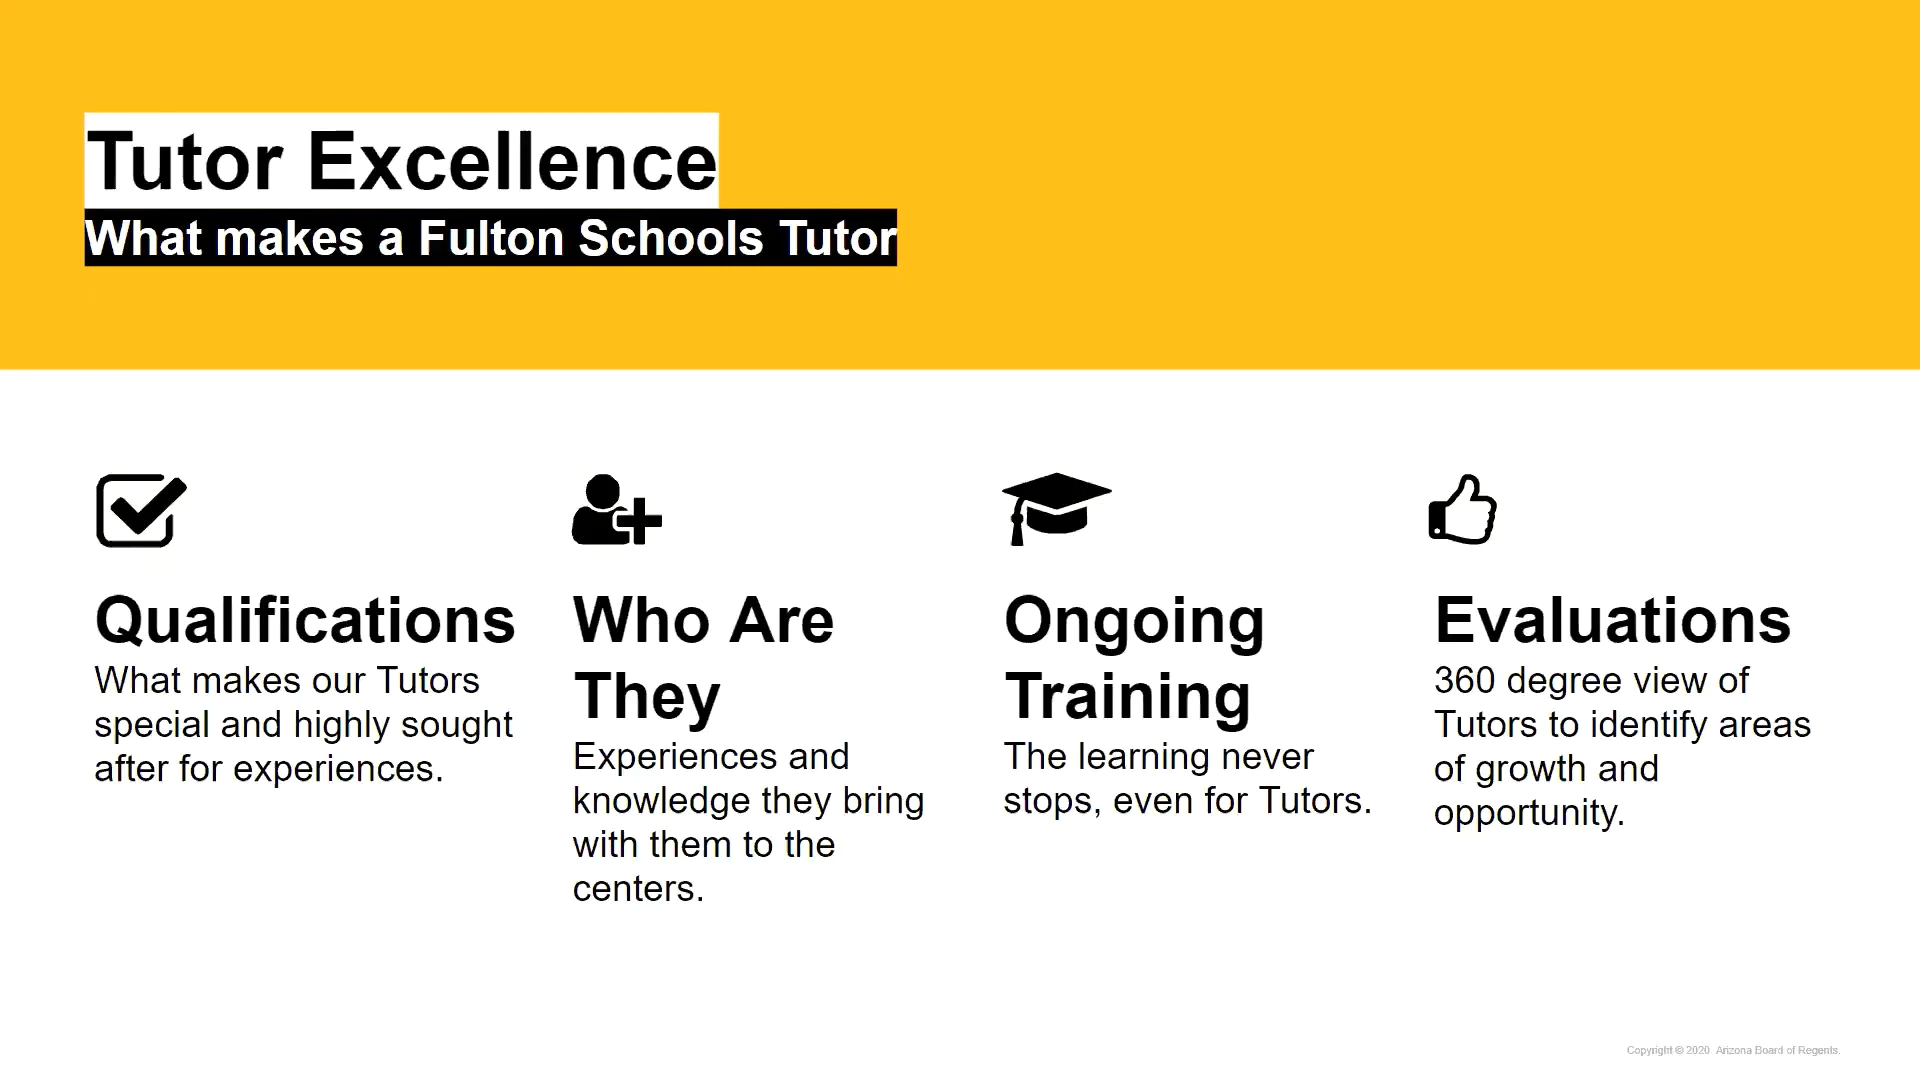 Tutor Excellence
What makes a Fulton Schools Tutor
Qualifications
What makes our Tutors
special and highly sought
after for experiences.
Who Are
They
Experiences and
knowledge they bring
with them to the
centers.
Ongoing
Training
The learning never
stops, even for Tutors.
Evaluations
360 degree view of
Tutors to identify areas
of growth and
opportunity.
Copyright © 2020 Arizona Board of Regents.